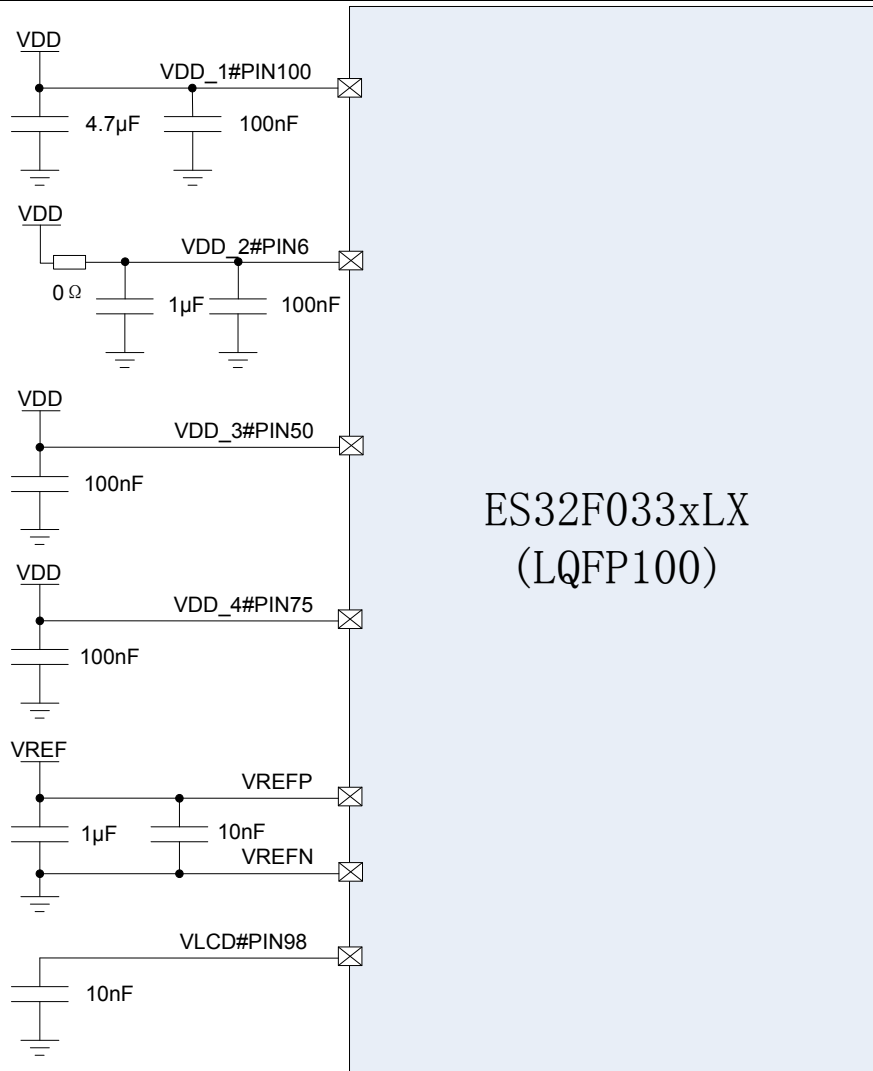 VDD
VDD_1#PIN100
4.7µF
100nF
VDD
VDD_2#PIN6
0 Ω
1µF
100nF
VDD
VDD_3#PIN50
100nF
ES32F033xLX
(LQFP100)
VDD
VDD_4#PIN75
100nF
VREF
VREFP
1µF
10nF
VREFN
VLCD#PIN98
10nF